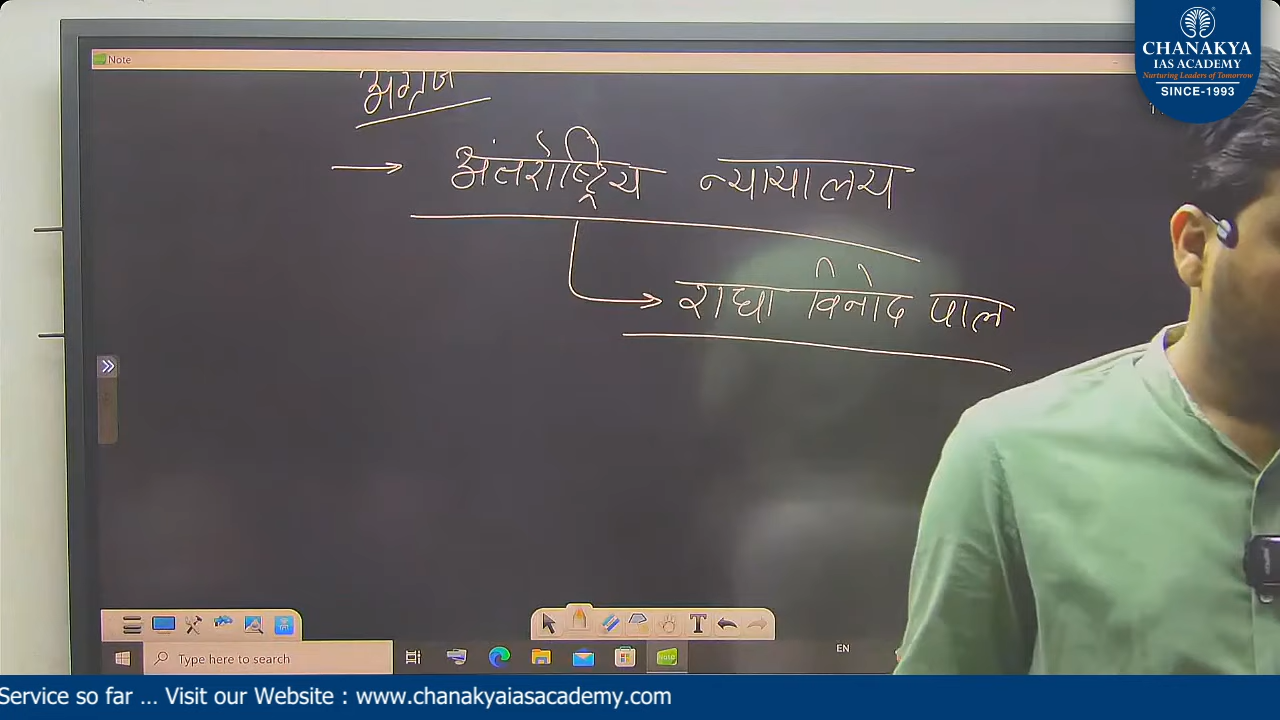 CHANAKYA
IAS ACADEMY
Nurturing Leaders of Tomorrow
SINCE-1993
Note
अंतर्राष्ट्रिय न्यायालय
राधा विनोद पाल
T
Type here to search
EN
Service so far ... Visit our Website : www.chanakyaiasacademy.com